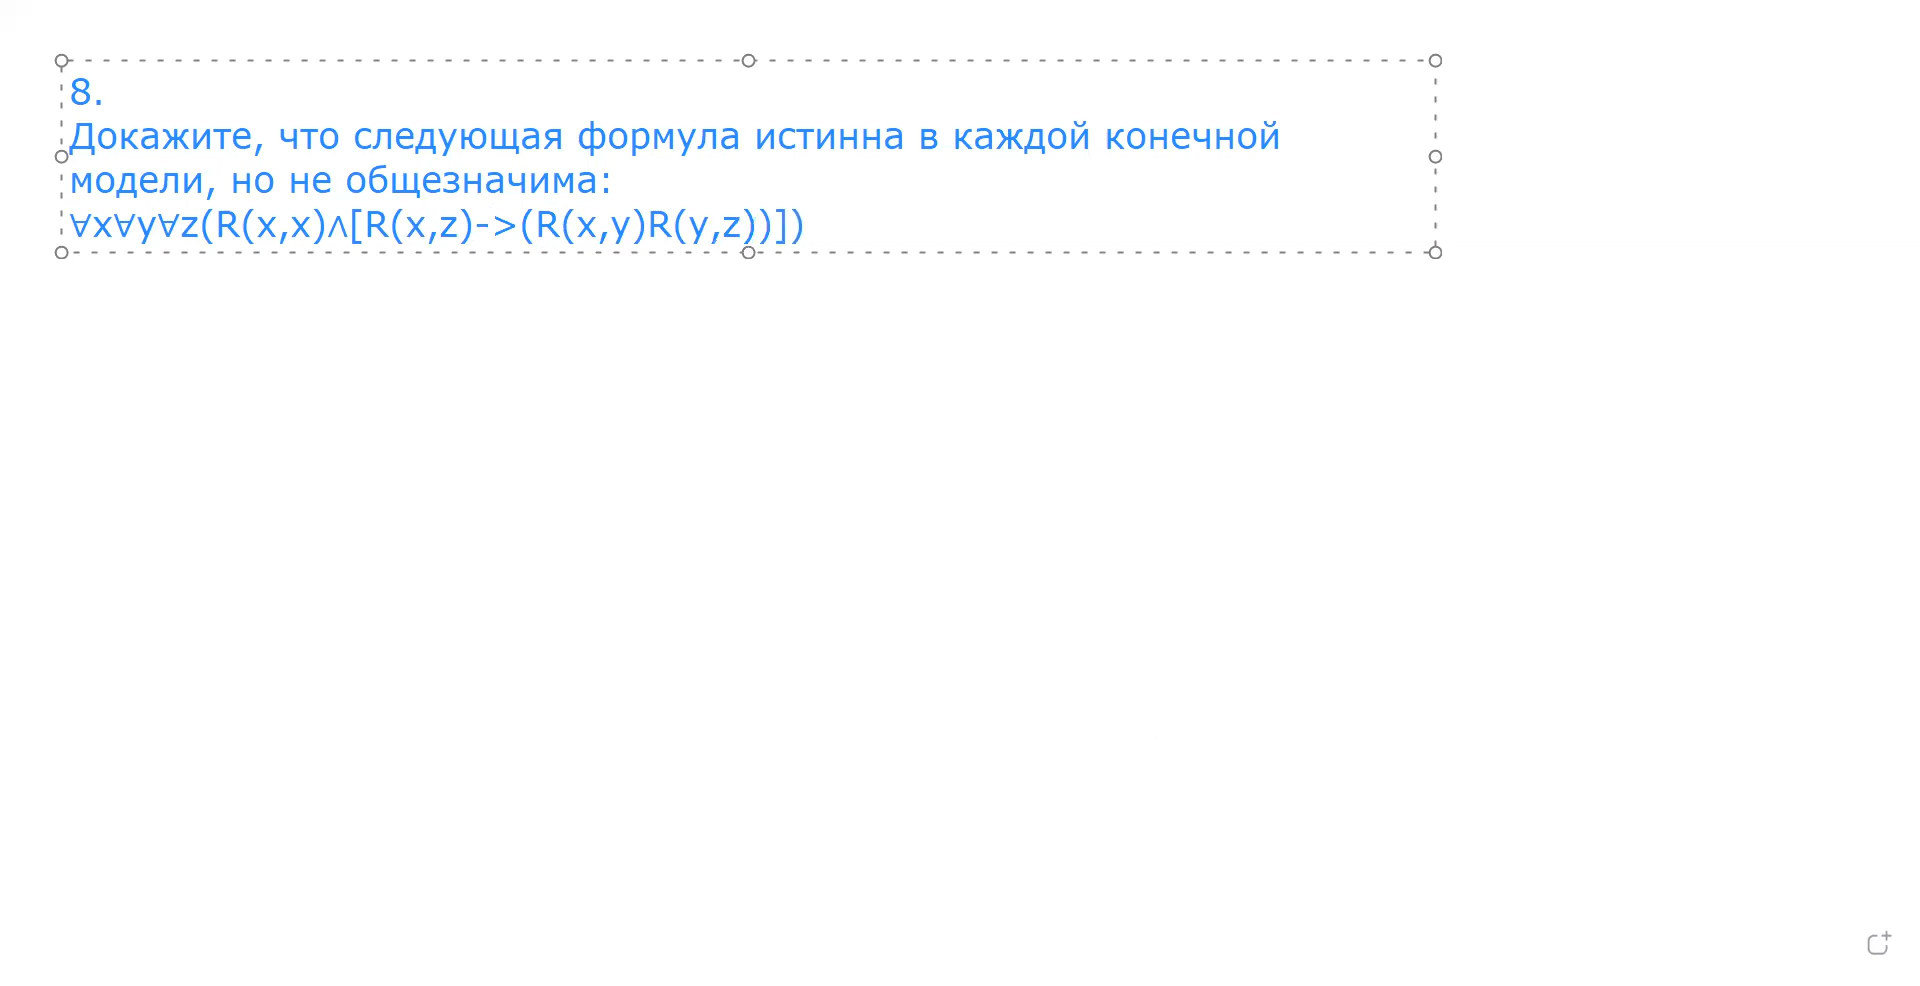 8.
Докажите, что следующая формула истинна в каждой конечной
модели, но не общезначима:
∀x∀y∀z(R(x,x)∧[R(x,z)->(R(x,y)R(y,z))])